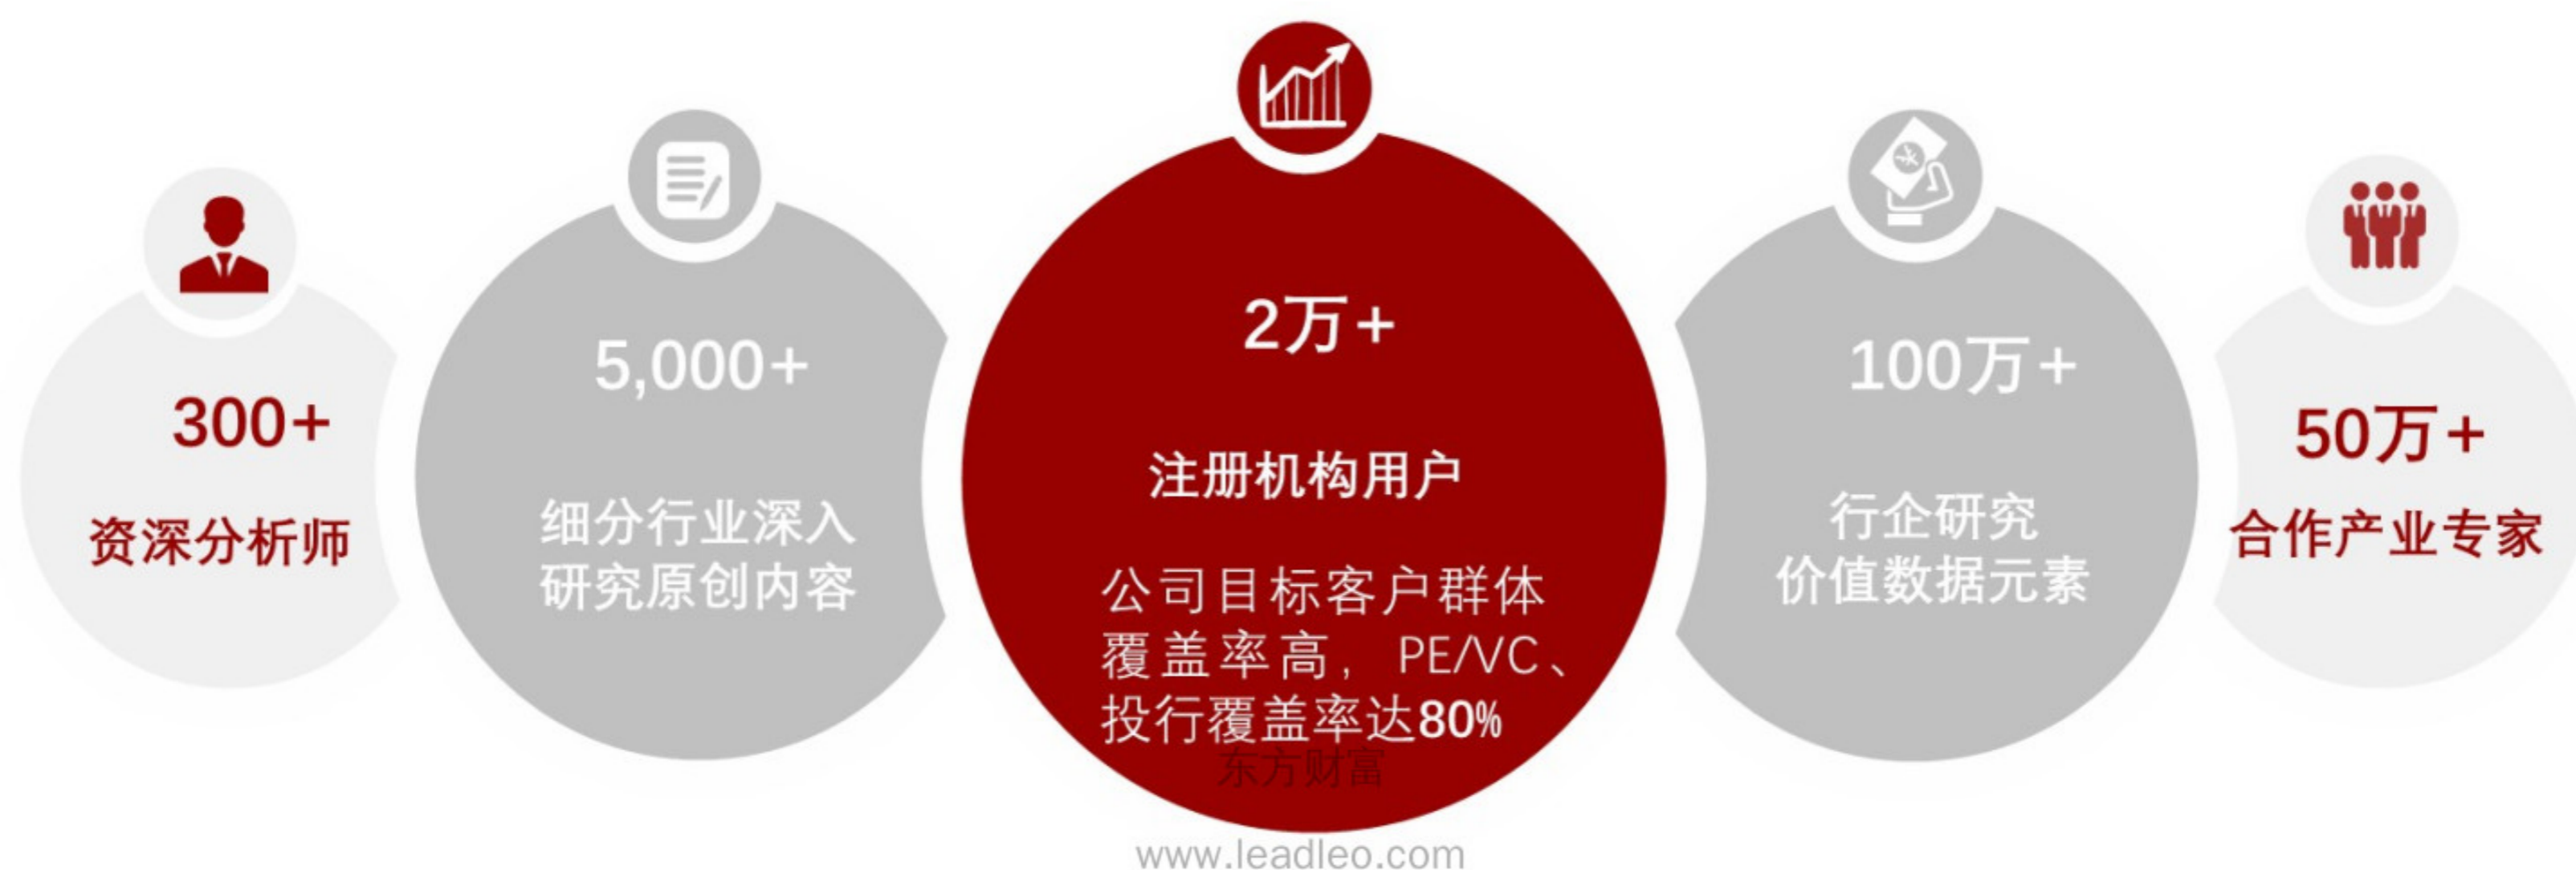 300+
资深分析师
5,000+
细分行业深入
研究原创内容
2万+
注册机构用户
公司目标客户群体
覆盖率高，PE/VC、
投行覆盖率达80%
东方财富
100万+
行企研究
价值数据元素
50万+
合作产业专家
www.leadleo.com